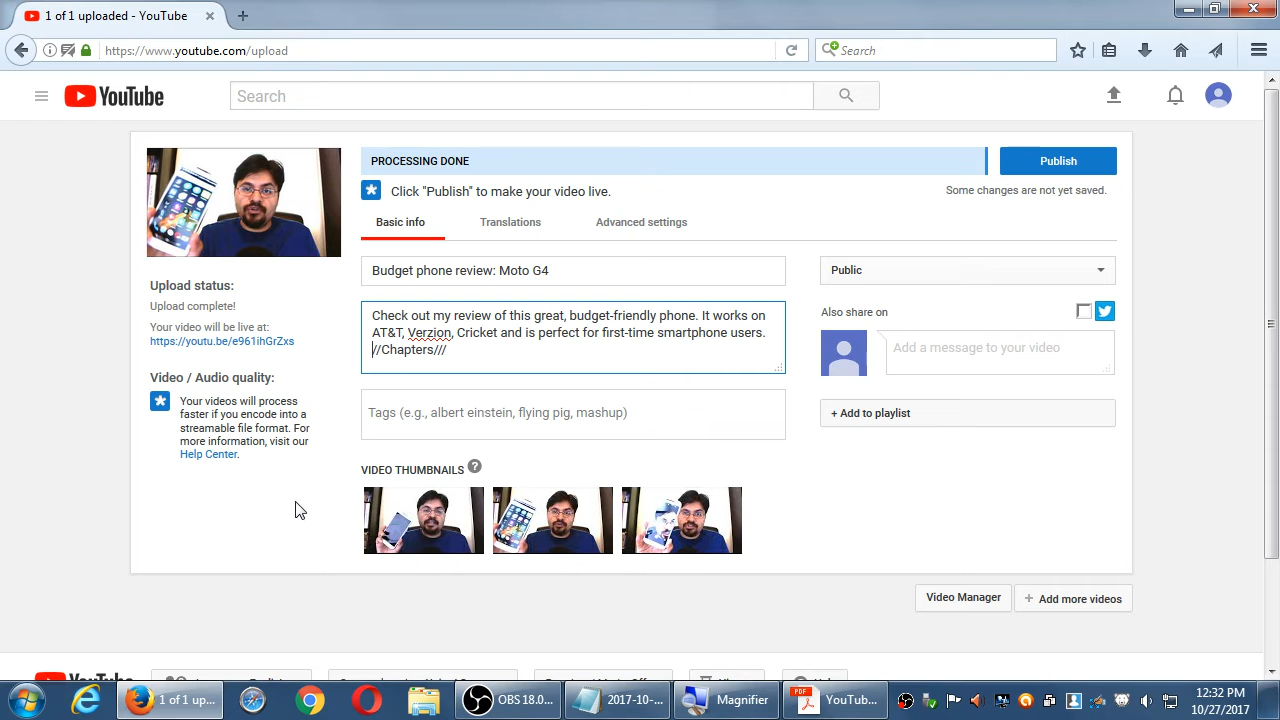 1 of 1 uploaded - YouTube
https://www.youtube.com/upload
Search
YouTube
Search
PROCESSING DONE
Publish
Click "Publish" to make your video live.
Some changes are not yet saved.
Basic info
Translations
Advanced settings
Budget phone review: Moto G4
Public
Check out my review of this great, budget-friendly phone. It works on
AT&T, Verzion, Cricket and is perfect for first-time smartphone users.
//Chapters///
Also share on
Add a message to your video
Upload status:
Upload complete!
Your video will be live at:
https://youtu.be/e961ihGrZxs
Video / Audio quality:
Your videos will process
faster if you encode into a
streamable file format. For
more information, visit our
Help Center.
Tags (e.g., albert einstein, flying pig, mashup)
+ Add to playlist
VIDEO THUMBNAILS ?
Video Manager
+ Add more videos
1 of 1 up...
OBS 18.0...
2017-10-...
Magnifier
PDF
YouTub...
12:32 PM
10/27/2017